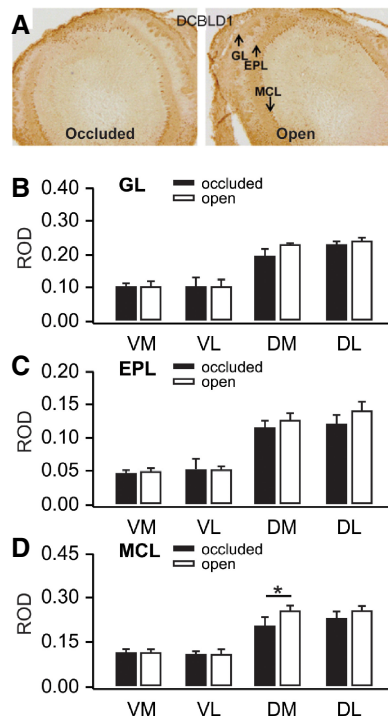 A
DCBLD1
GL
EPL
MCL
Occluded
Open
B
GL
occluded
open
ROD
0.40
0.30
0.20
0.10
0.00
VM VL DM DL
C
EPL
occluded
open
ROD
0.20
0.15
0.10
0.05
0.00
VM VL DM DL
D
MCL
occluded
open
ROD
0.45
0.30
0.15
0.00
*
VM VL DM DL